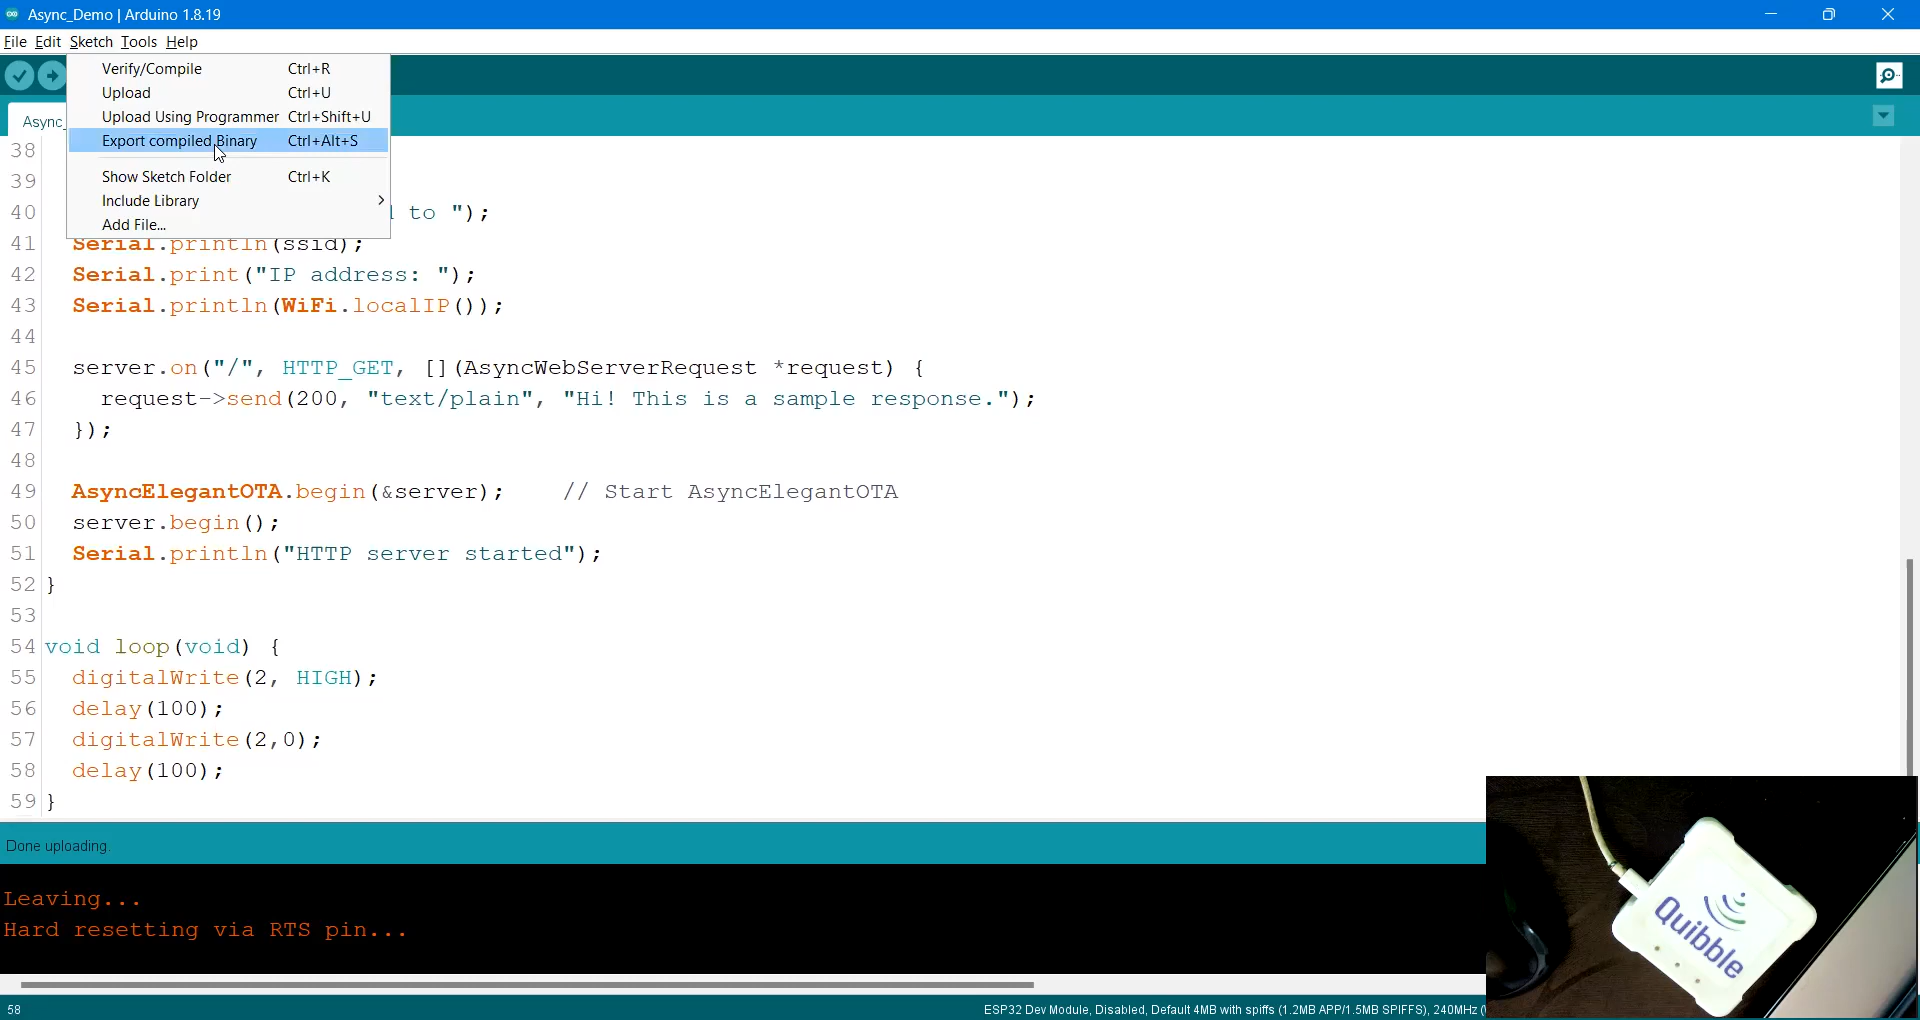 Async_Demo | Arduino 1.8.19
File Edit Sketch Tools Help
Verify/Compile Ctrl+R
Upload Ctrl+U
Upload Using Programmer Ctrl+Shift+U
Export compiled Binary Ctrl+Alt+S
Show Sketch Folder Ctrl+K
Include Library
Add File...
Async_
38
39
40 to ");
41 Serial.println(ssid);
42 Serial.print("IP address: ");
43 Serial.println(WiFi.localIP());
44
45 server.on("/", HTTP_GET, [](AsyncWebServerRequest *request) {
46 request->send(200, "text/plain", "Hi! This is a sample response.");
47 });
48
49 AsyncElegantOTA.begin(&server); // Start AsyncElegantOTA
50 server.begin();
51 Serial.println("HTTP server started");
52 }
53
54 void loop(void) {
55 digitalWrite(2, HIGH);
56 delay(100);
57 digitalWrite(2,0);
58 delay(100);
59 }
Done uploading.
Leaving...
Hard resetting via RTS pin...
58 ESP32 Dev Module, Disabled, Default 4MB with spiffs (1.2MB APP/1.5MB SPIFFS), 240MHz (
Quibble